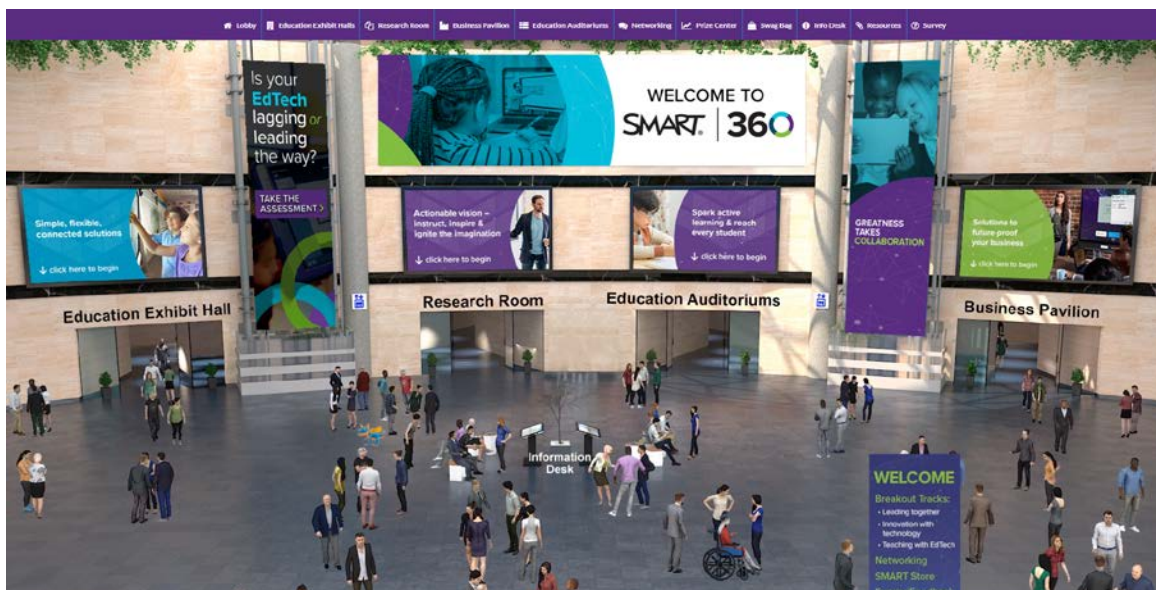 Lobby
Education Exhibit Halls
Research Room
Business Pavilion
Education Auditoriums
Networking
Prize Center
Swag Bag
Info Desk
Resources
Survey
Is your
EdTech
lagging or
leading
the way?
TAKE THE
ASSESSMENT >
WELCOME TO
SMART. | 360
GREATNESS
TAKES
COLLABORATION
Simple, flexible,
connected solutions
↓ click here to begin
Actionable vision –
instruct, inspire &
ignite the imagination
↓ click here to begin
Spark active
learning & reach
every student
↓ click here to begin
Solutions to
future-proof
your business
↓ click here to begin
Education Exhibit Hall
Research Room
Education Auditoriums
Business Pavilion
Information
Desk
WELCOME
Breakout Tracks:
• Leading together
• Innovation with
technology
• Teaching with EdTech
Networking
SMART Store